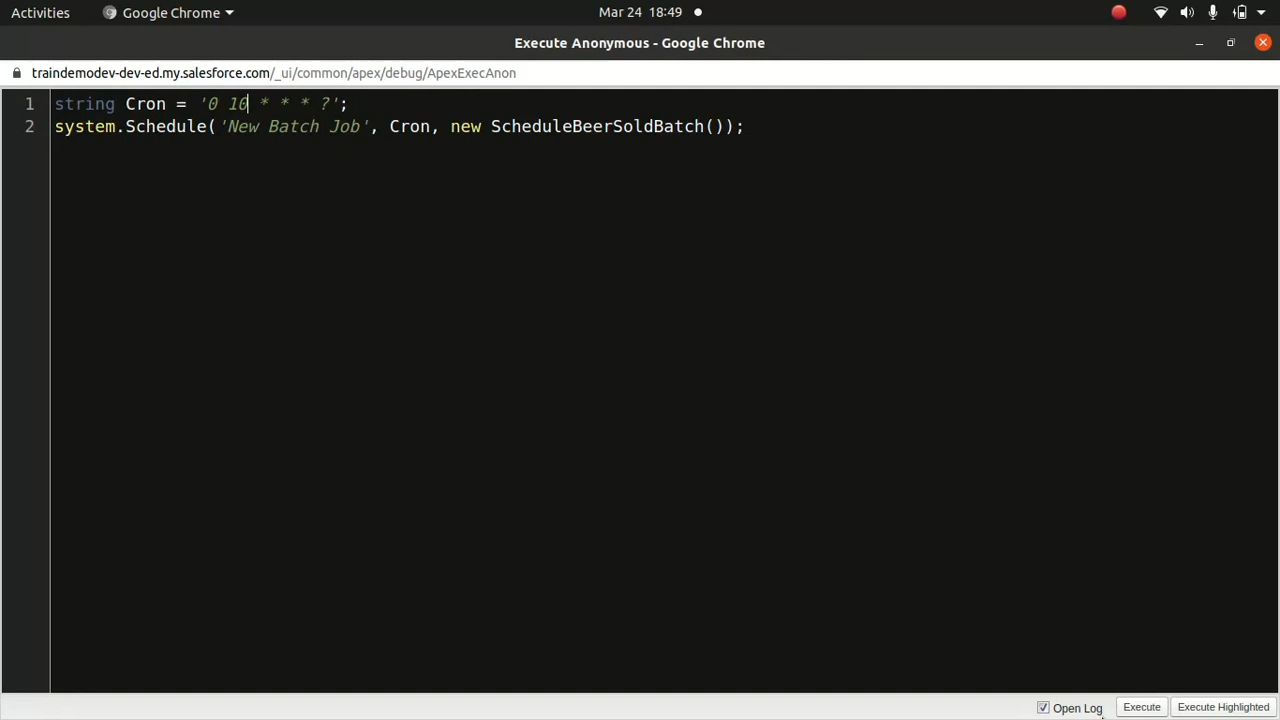 Activities
Google Chrome
Mar 24 18:49
Execute Anonymous - Google Chrome
traindemodev-dev-ed.my.salesforce.com/_ui/common/apex/debug/ApexExecAnon
1 string Cron = '0 10 * * * ?';
2 system.Schedule('New Batch Job', Cron, new ScheduleBeerSoldBatch());
Open Log
Execute
Execute Highlighted